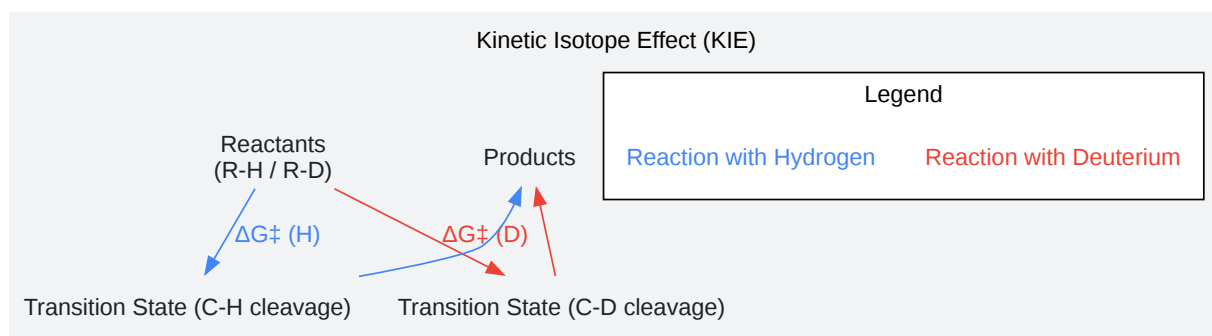 Kinetic Isotope Effect (KIE)
Legend
Reaction with Hydrogen
Reaction with Deuterium
Reactants
(R-H / R-D)
Products
ΔG‡ (H)
ΔG‡ (D)
Transition State (C-H cleavage)
Transition State (C-D cleavage)